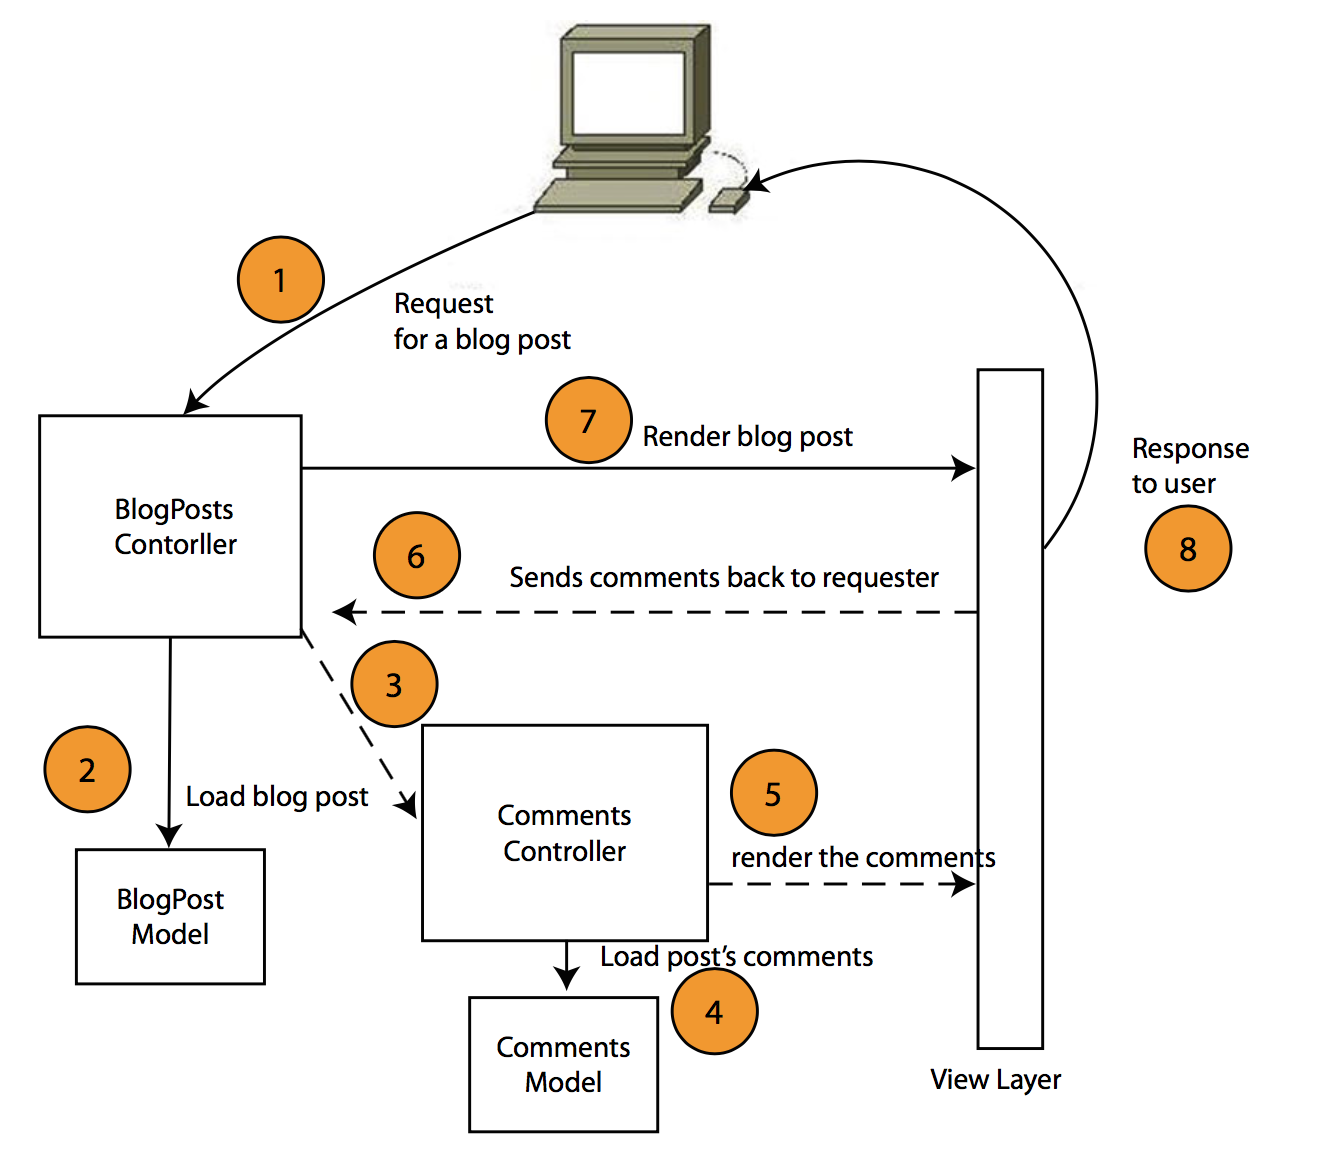 1
Request
for a blog post
7
Render blog post
Response
to user
8
BlogPosts
Contorller
6
Sends comments back to requester
3
2
Load blog post
5
Comments
Controller
render the comments
BlogPost
Model
Load post's comments
4
Comments
Model
View Layer